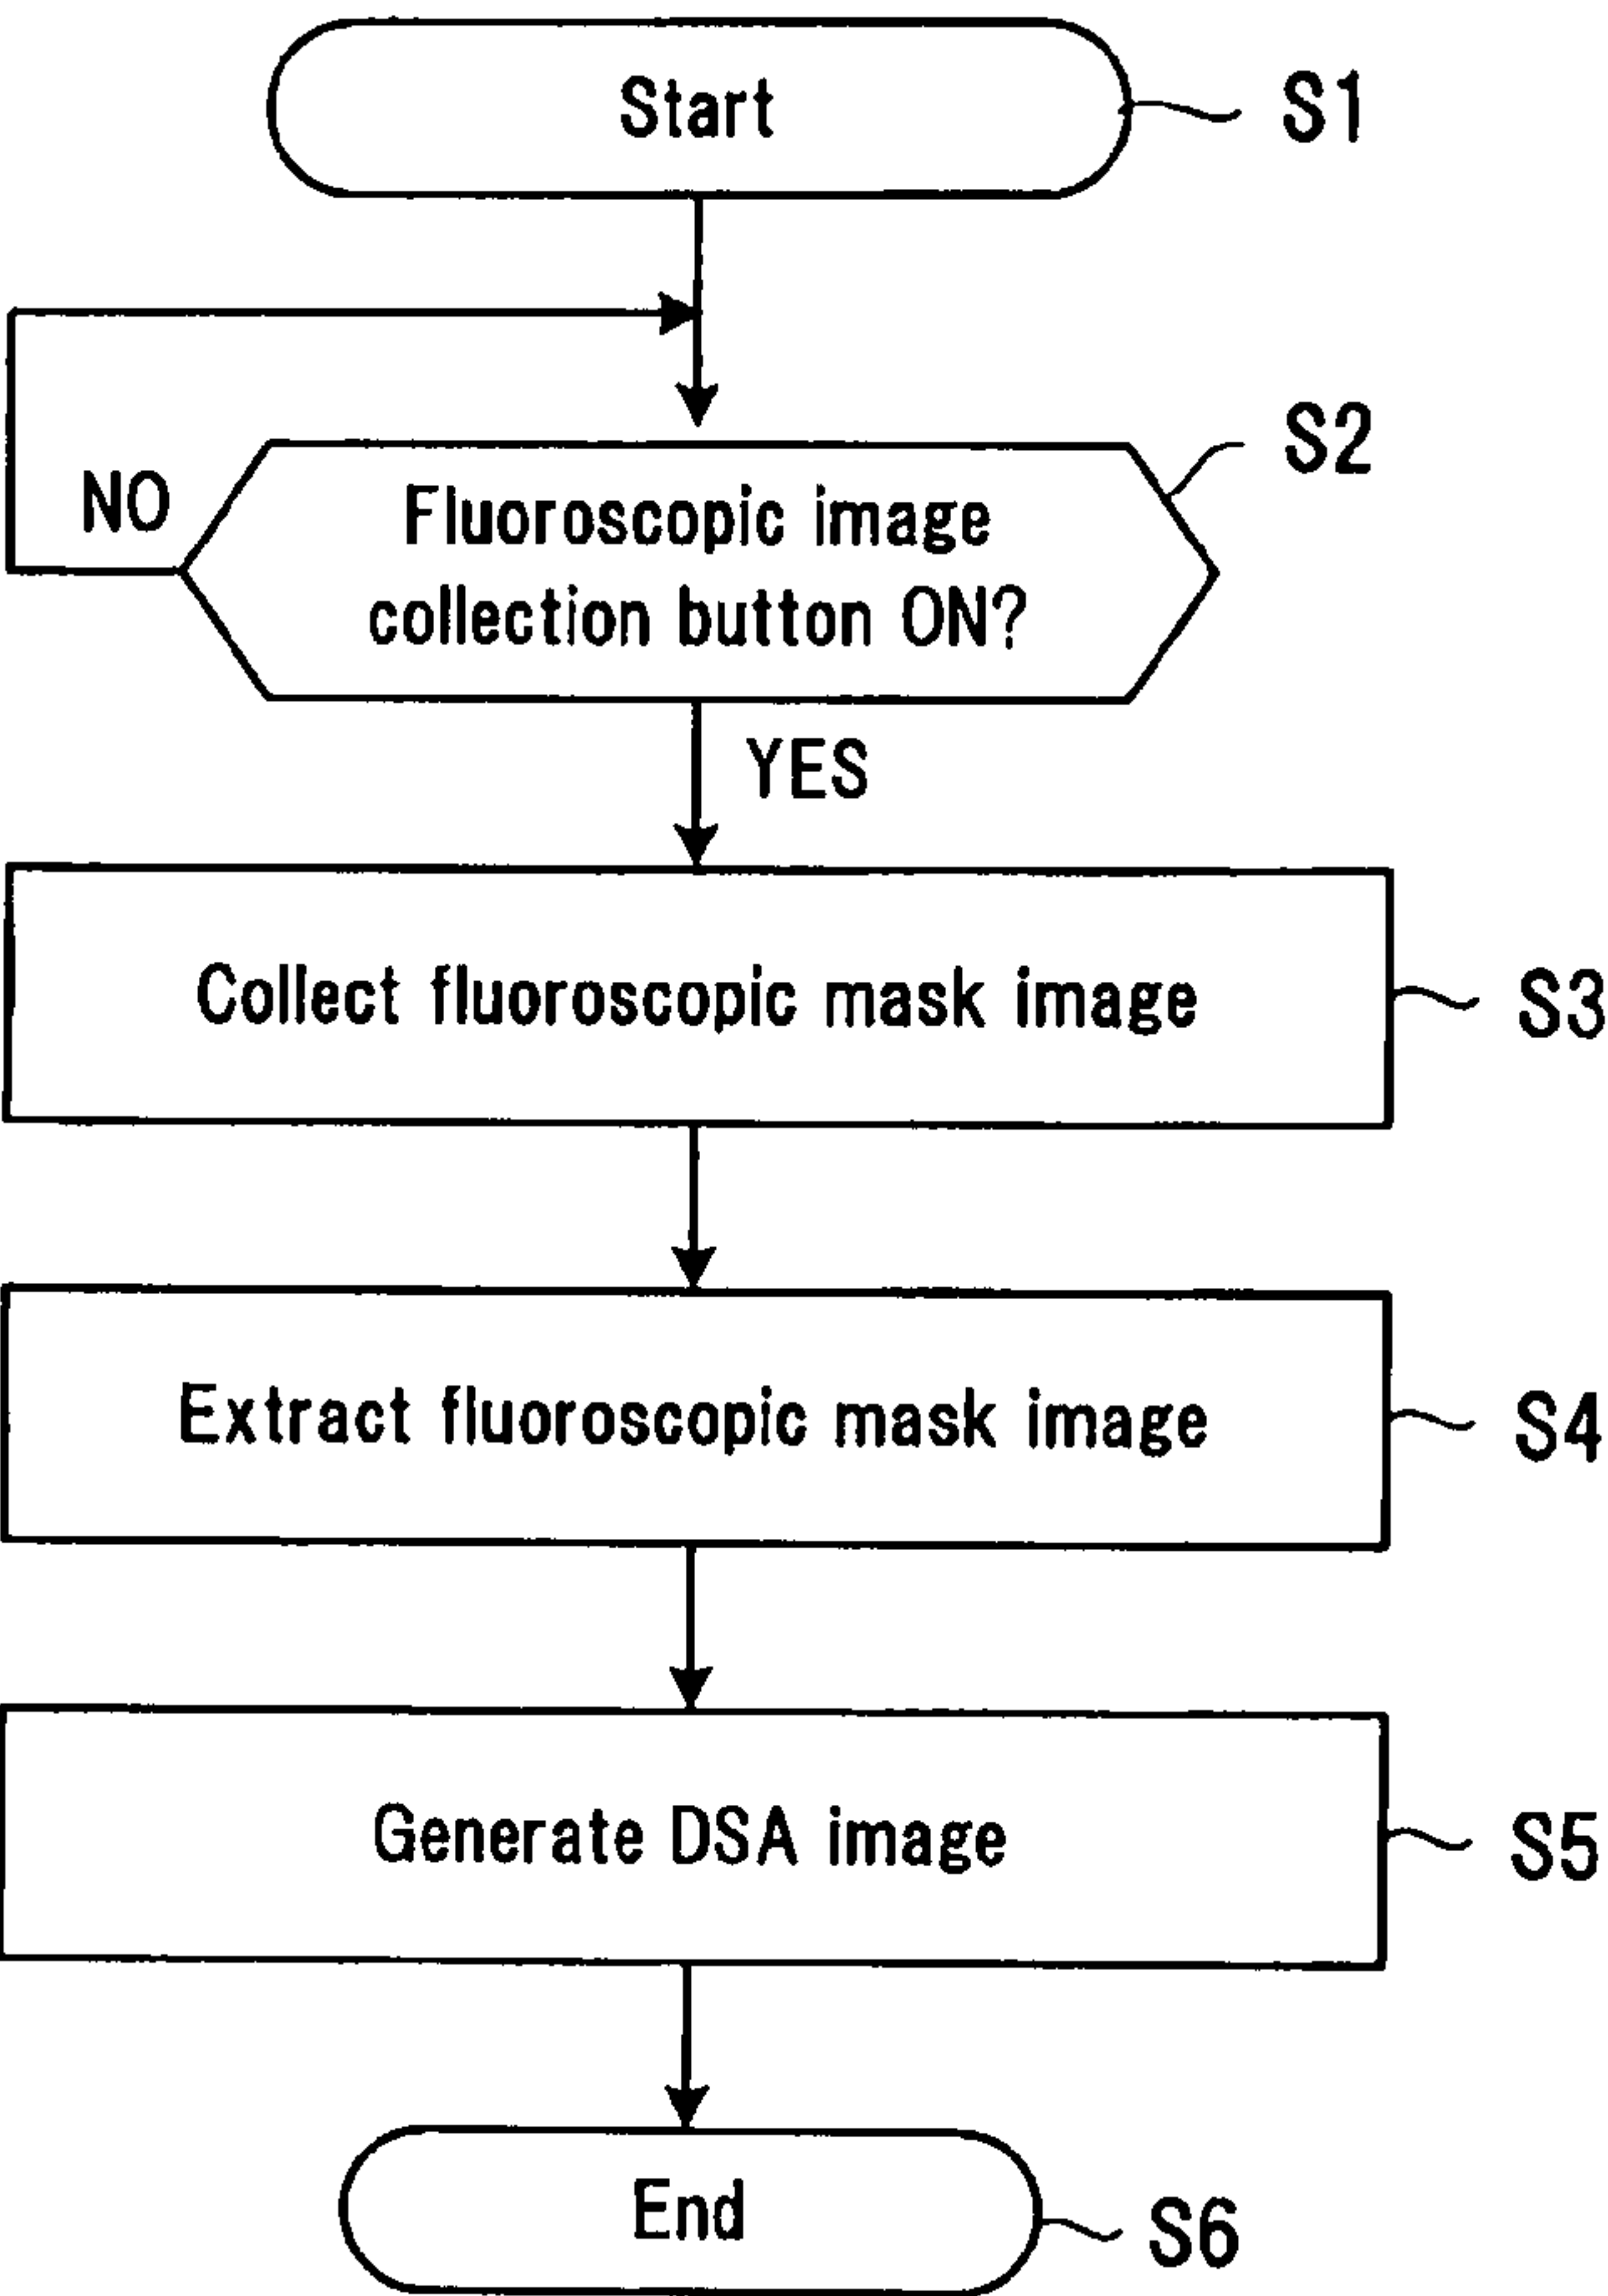 Start
S1
NO
Fluoroscopic image
collection button ON?
S2
YES
Collect fluoroscopic mask image
S3
Extract fluoroscopic mask image
S4
Generate DSA image
S5
End
S6